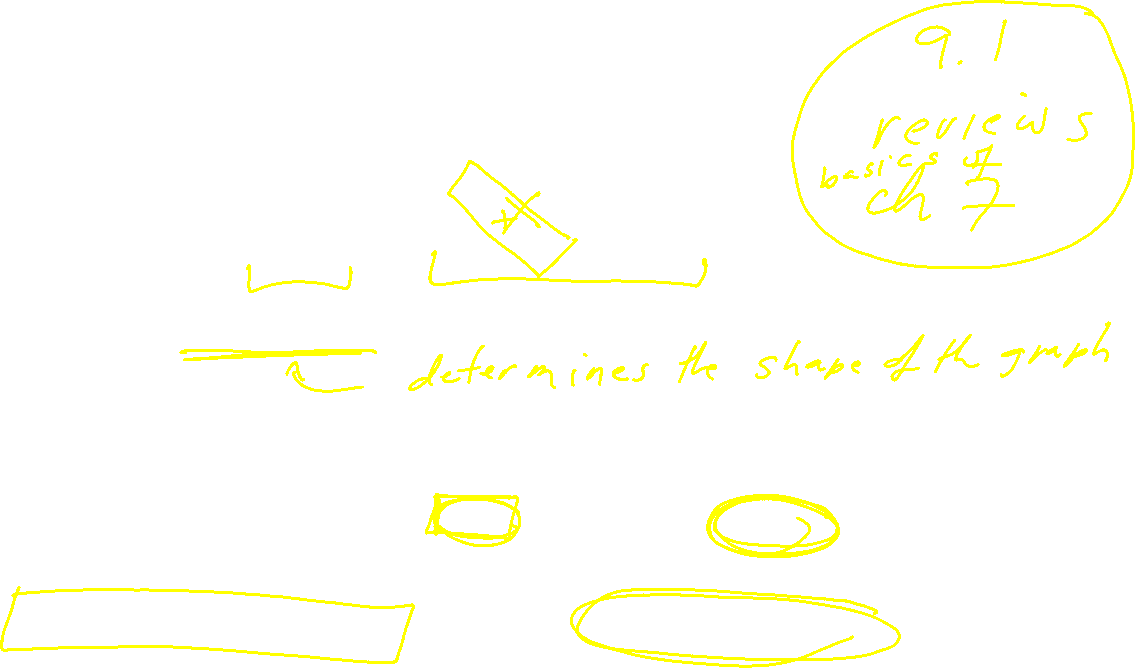 9.1
reviews
basics of
ch 7
x
determines the shape of the graph